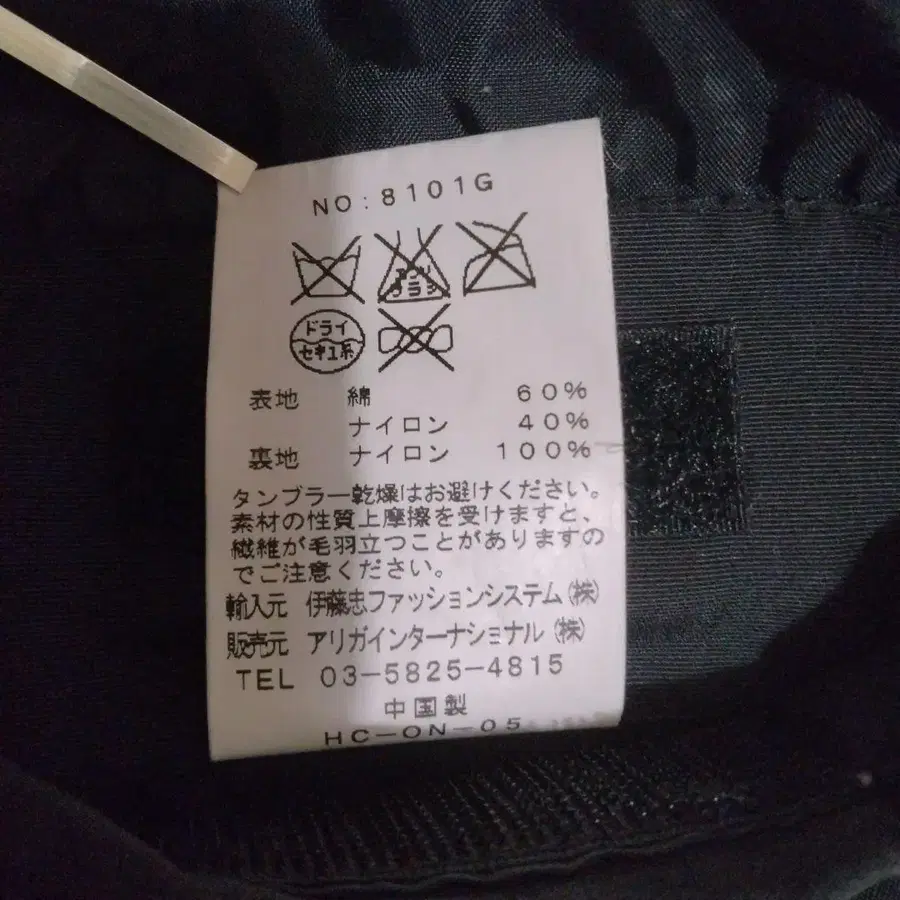 NO:8101G
エンソ
サラシ
ドライ
セキユ系
表地 綿 60%
ナイロン 40%
裏地 ナイロン 100%
タンブラー乾燥はお避けください。
素材の性質上摩擦を受けますと、
繊維が毛羽立つことがありますの
でご注意ください。
輸入元 伊藤忠ファッションシステム(株)
販売元 アリガインターナショナル(株)
TEL 03-5825-4815
中国製
HC-ON-05